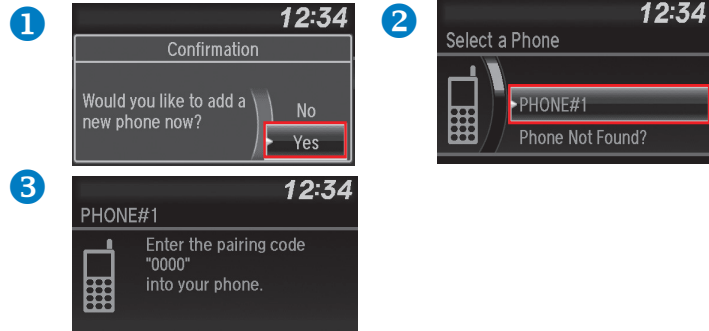 1
12:34
Confirmation
Would you like to add a
new phone now?
No
Yes
2
12:34
Select a Phone
PHONE#1
Phone Not Found?
3
12:34
PHONE#1
Enter the pairing code
"0000"
into your phone.